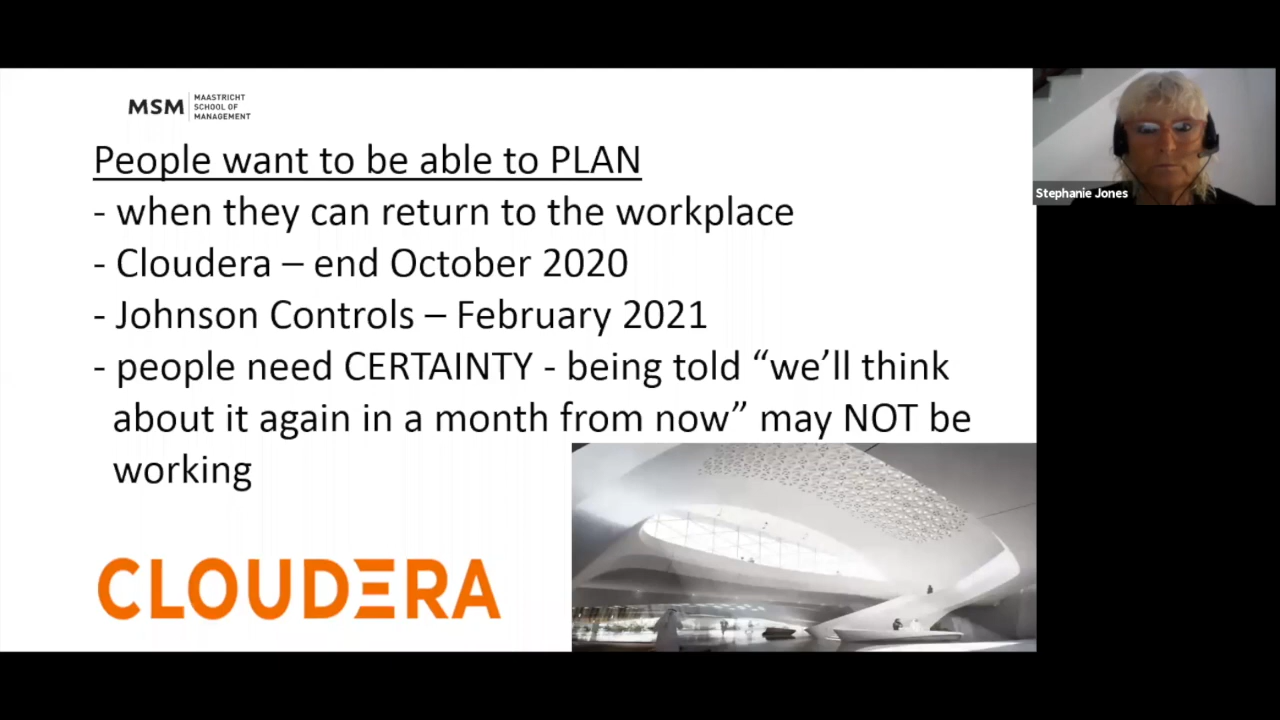 MSM
MAASTRICHT
SCHOOL OF
MANAGEMENT
People want to be able to PLAN
- when they can return to the workplace
- Cloudera – end October 2020
- Johnson Controls – February 2021
- people need CERTAINTY - being told “we’ll think
about it again in a month from now” may NOT be
working
CLOUDERA
Stephanie Jones